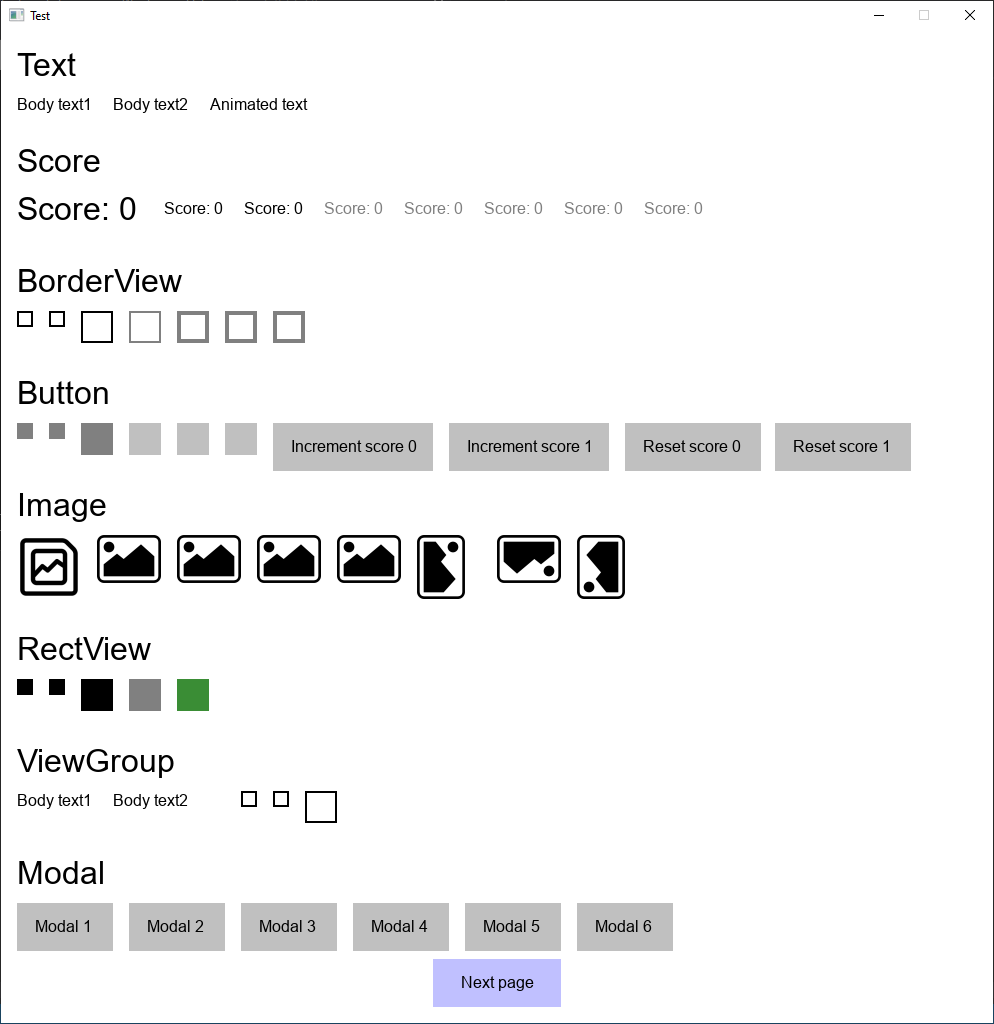 Test
Text
Body text1 Body text2 Animated text
Score
Score: 0 Score: 0 Score: 0 Score: 0 Score: 0 Score: 0 Score: 0 Score: 0
BorderView
Button
Increment score 0 Increment score 1 Reset score 0 Reset score 1
Image
RectView
ViewGroup
Body text1 Body text2
Modal
Modal 1 Modal 2 Modal 3 Modal 4 Modal 5 Modal 6
Next page